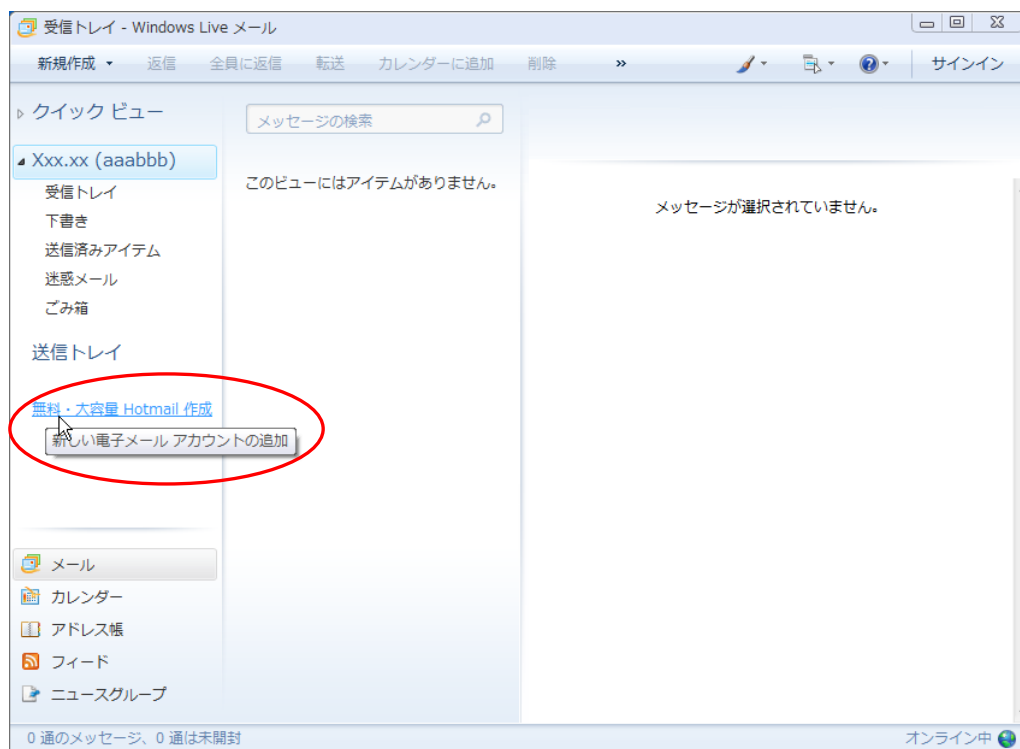 受信トレイ - Windows Live メール
新規作成 返信 全員に返信 転送 カレンダーに追加 削除 » サインイン
クイック ビュー
メッセージの検索
Xxx.xx (aaabbb)
受信トレイ
下書き
送信済みアイテム
迷惑メール
ごみ箱
送信トレイ
無料・大容量 Hotmail 作成
新しい電子メール アカウントの追加
このビューにはアイテムがありません。
メッセージが選択されていません。
メール
カレンダー
アドレス帳
フィード
ニュースグループ
0 通のメッセージ、0 通は未開封
オンライン中